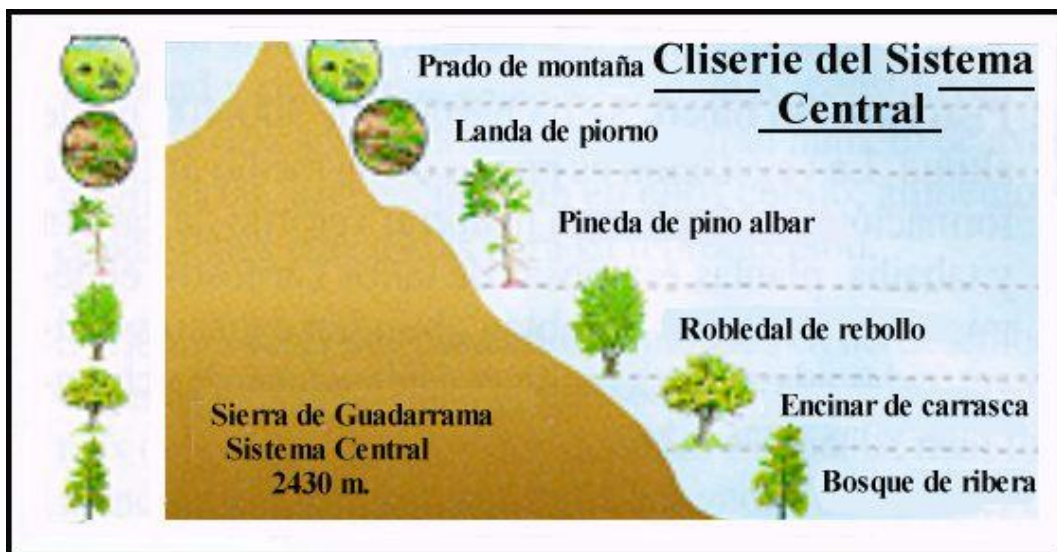 Cliserie del Sistema
Central
Prado de montaña
Landa de piorno
Pineda de pino albar
Robledal de rebollo
Encinar de carrasca
Bosque de ribera
Sierra de Guadarrama
Sistema Central
2430 m.